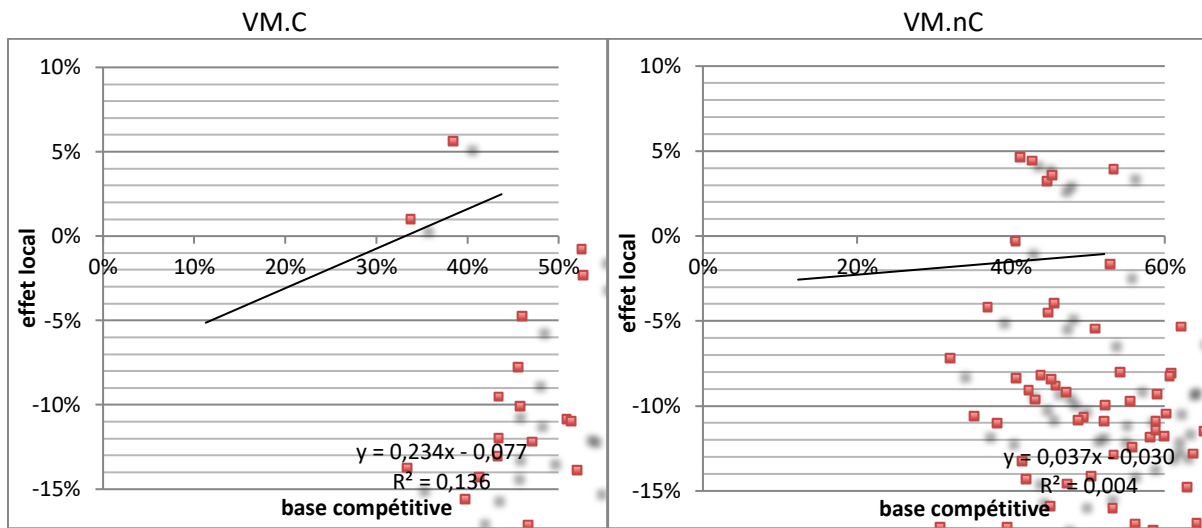 VM.C
10%
5%
0%
-5%
-10%
-15%
0% 10% 20% 30% 40% 50%
effet local
y = 0,234x - 0,077
R² = 0,136
base compétitive
VM.nC
10%
5%
0%
-5%
-10%
-15%
0% 20% 40% 60%
effet local
y = 0,037x - 0,030
R² = 0,004
base compétitive